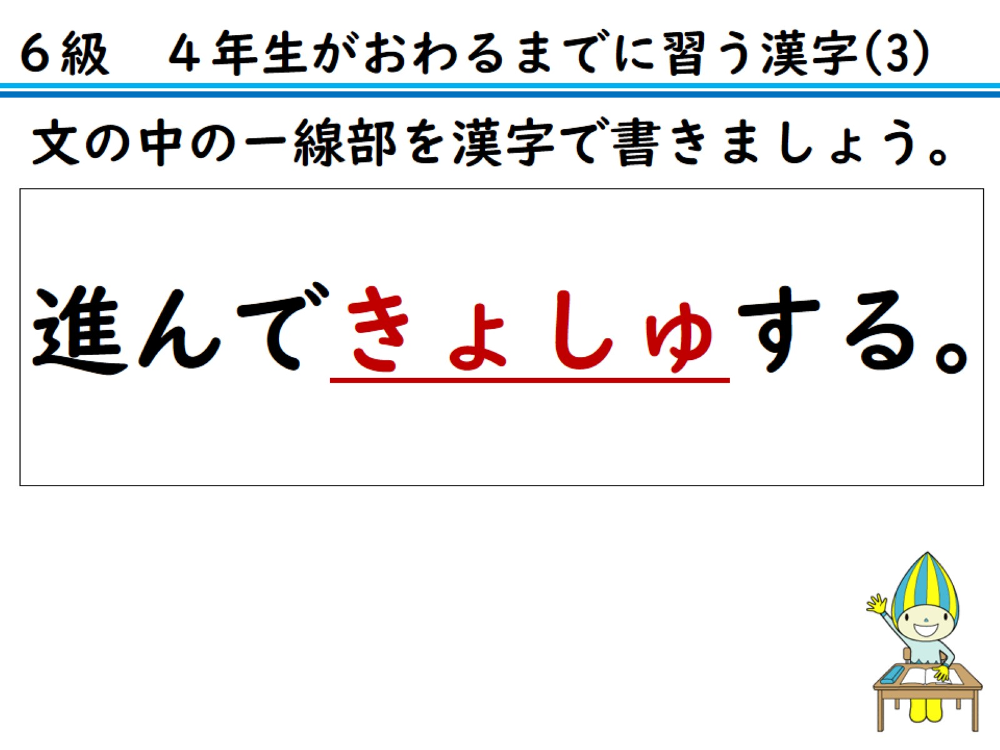 ６級　４年生がおわるまでに習う漢字(3)
文の中の一線部を漢字で書きましょう。
進んできょしゅする。